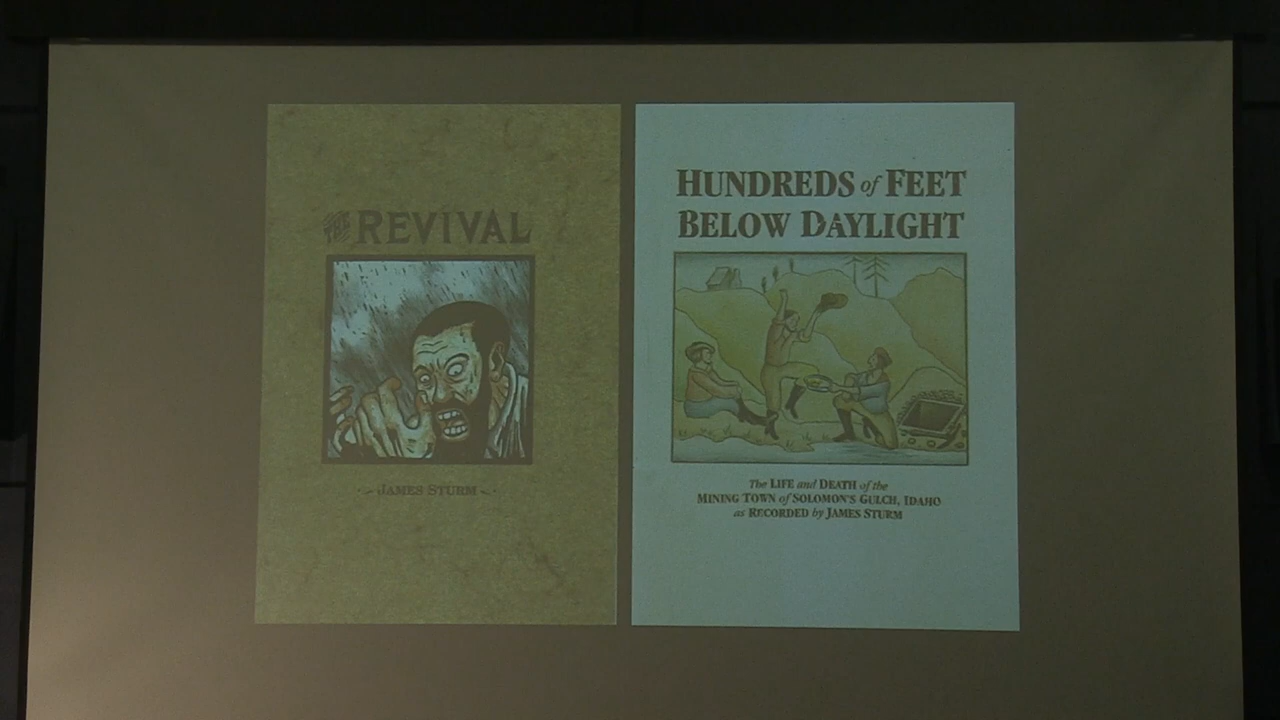 THE REVIVAL
JAMES STURM
HUNDREDS of FEET
BELOW DAYLIGHT
The LIFE and DEATH of the
MINING TOWN of SOLOMON'S GULCH, IDAHO
as RECORDED by JAMES STURM